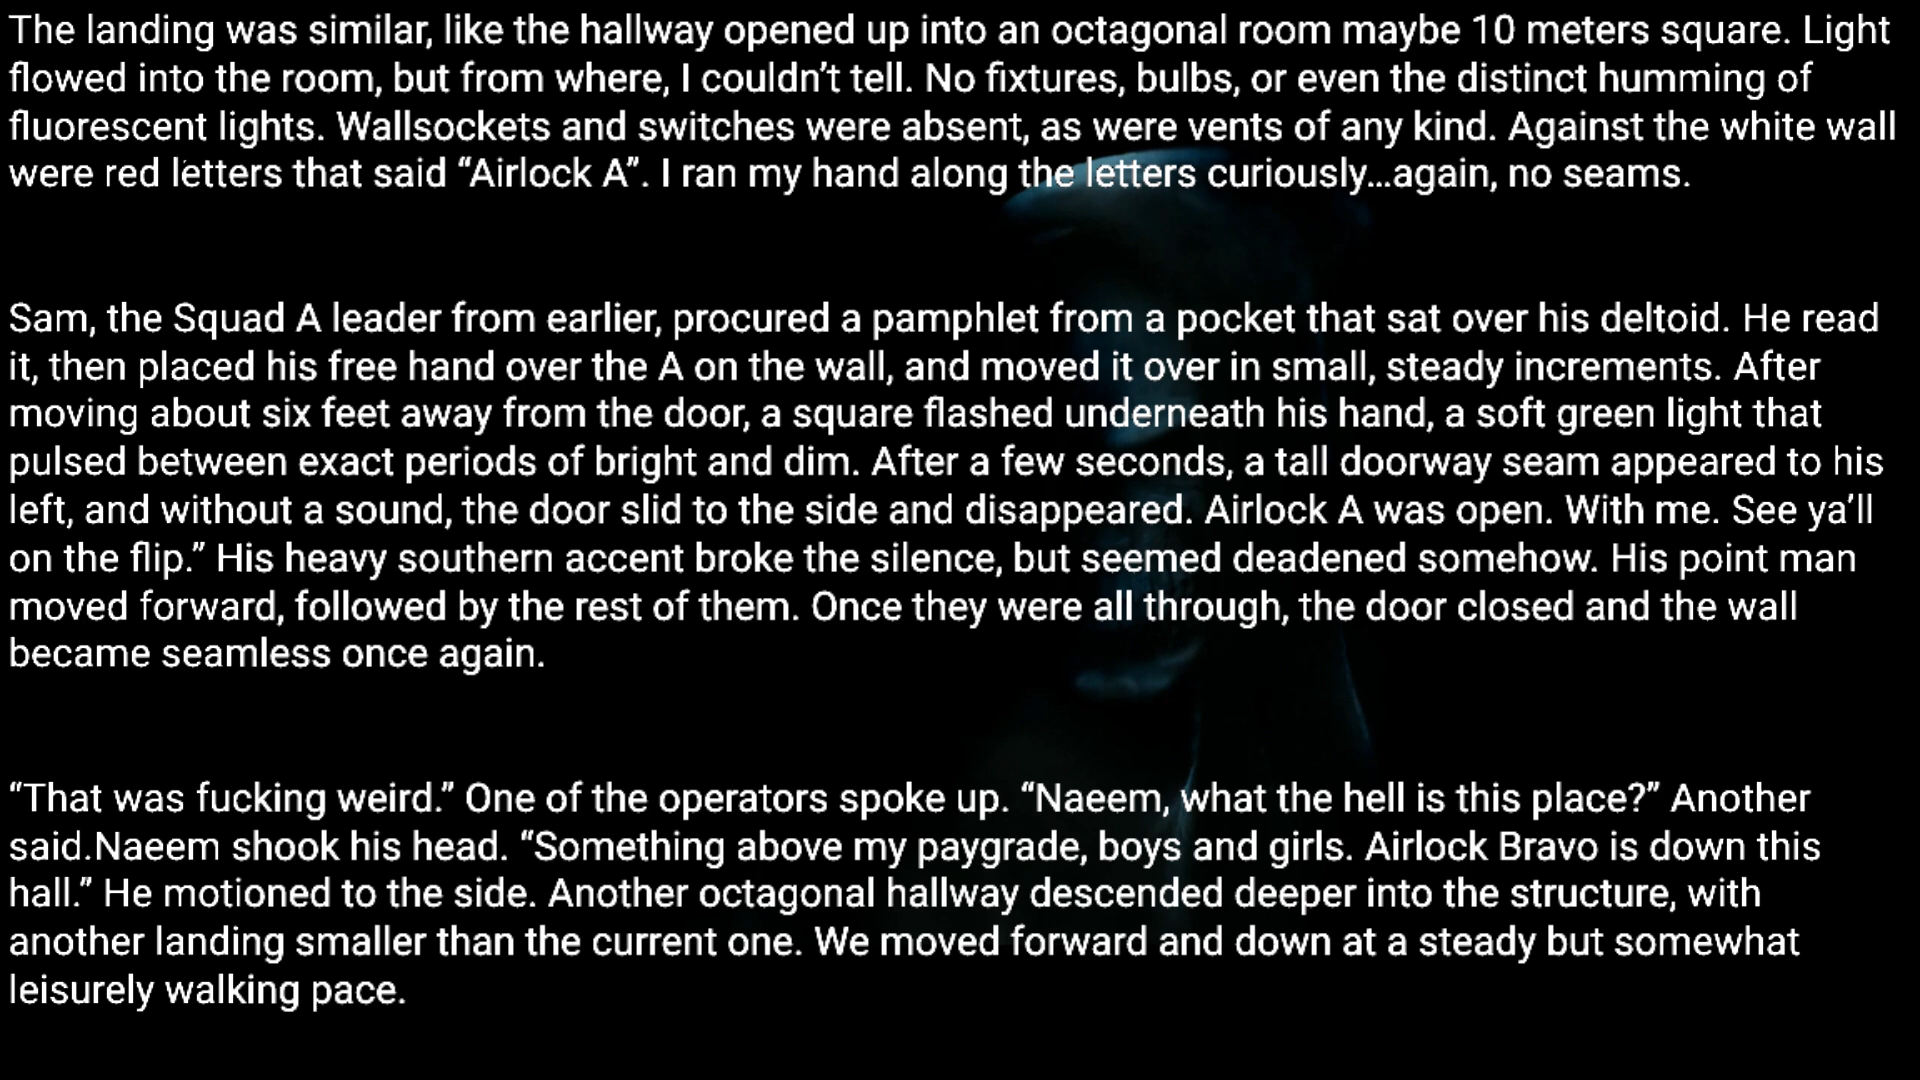 The landing was similar, like the hallway opened up into an octagonal room maybe 10 meters square. Light
flowed into the room, but from where, I couldn’t tell. No fixtures, bulbs, or even the distinct humming of
fluorescent lights. Wallsockets and switches were absent, as were vents of any kind. Against the white wall
were red letters that said “Airlock A”. I ran my hand along the letters curiously…again, no seams.
Sam, the Squad A leader from earlier, procured a pamphlet from a pocket that sat over his deltoid. He read
it, then placed his free hand over the A on the wall, and moved it over in small, steady increments. After
moving about six feet away from the door, a square flashed underneath his hand, a soft green light that
pulsed between exact periods of bright and dim. After a few seconds, a tall doorway seam appeared to his
left, and without a sound, the door slid to the side and disappeared. Airlock A was open. With me. See ya’ll
on the flip.” His heavy southern accent broke the silence, but seemed deadened somehow. His point man
moved forward, followed by the rest of them. Once they were all through, the door closed and the wall
became seamless once again.
“That was fucking weird.” One of the operators spoke up. “Naeem, what the hell is this place?” Another
said.Naeem shook his head. “Something above my paygrade, boys and girls. Airlock Bravo is down this
hall.” He motioned to the side. Another octagonal hallway descended deeper into the structure, with
another landing smaller than the current one. We moved forward and down at a steady but somewhat
leisurely walking pace.